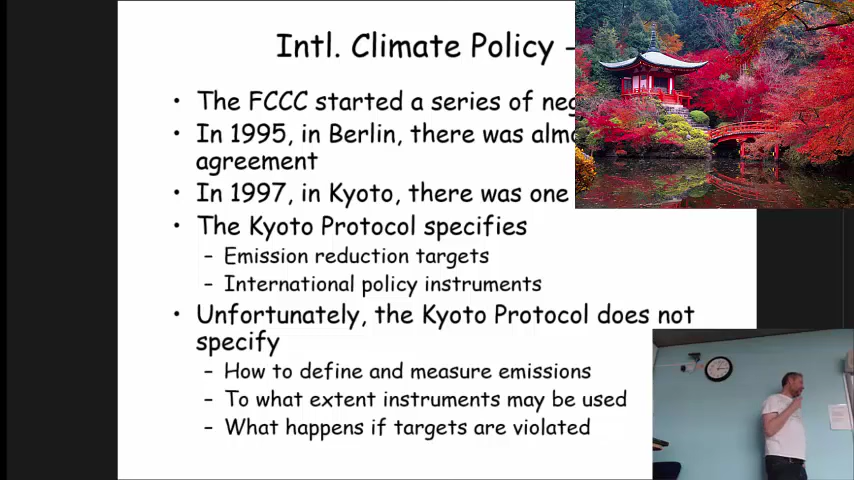 Intl. Climate Policy -
• The FCCC started a series of
• In 1995, in Berlin, there was
agreement
• In 1997, in Kyoto, there was one
• The Kyoto Protocol specifies
– Emission reduction targets
– International policy instruments
• Unfortunately, the Kyoto Protocol does not
specify
– How to define and measure emissions
– To what extent instruments may be used
– What happens if targets are violated